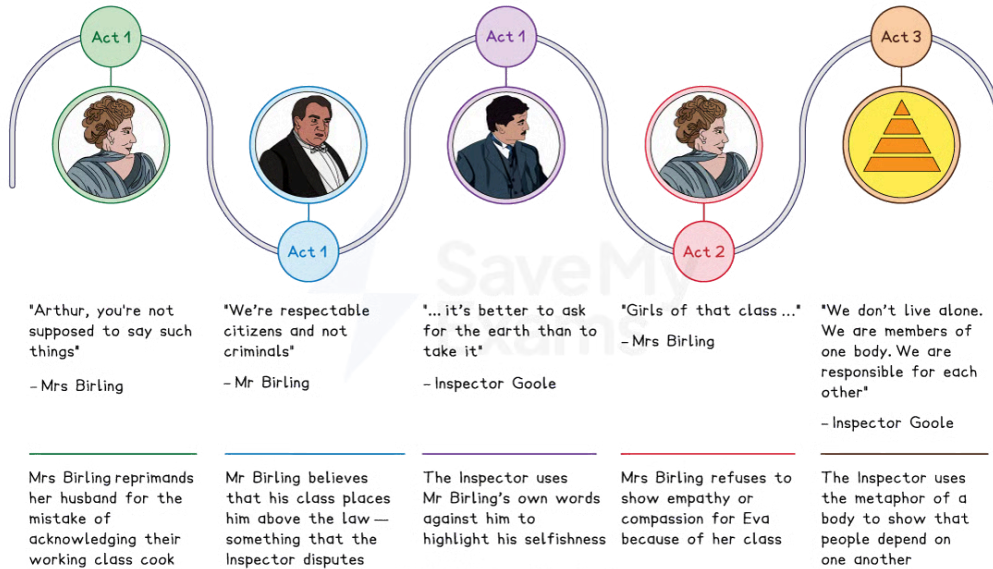 Act 1
Act 1
Act 1
Act 2
Act 3
SaveMy
Exams
"Arthur, you're not
supposed to say such
things"
– Mrs Birling
"We're respectable
citizens and not
criminals"
– Mr Birling
"... it's better to ask
for the earth than to
take it"
– Inspector Goole
"Girls of that class ..."
– Mrs Birling
"We don't live alone.
We are members of
one body. We are
responsible for each
other"
– Inspector Goole
Mrs Birling reprimands
her husband for the
mistake of
acknowledging their
working class cook
Mr Birling believes
that his class places
him above the law —
something that the
Inspector disputes
The Inspector uses
Mr Birling's own words
against him to
highlight his selfishness
Mrs Birling refuses to
show empathy or
compassion for Eva
because of her class
The Inspector uses
the metaphor of a
body to show that
people depend on
one another